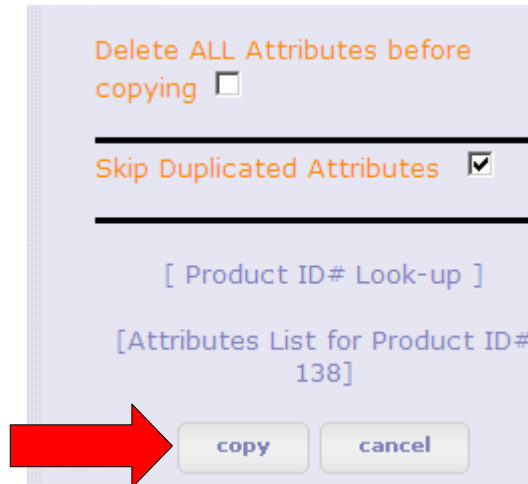 Delete ALL Attributes before
copying
Skip Duplicated Attributes
[ Product ID# Look-up ]
[Attributes List for Product ID#
138]
copy cancel